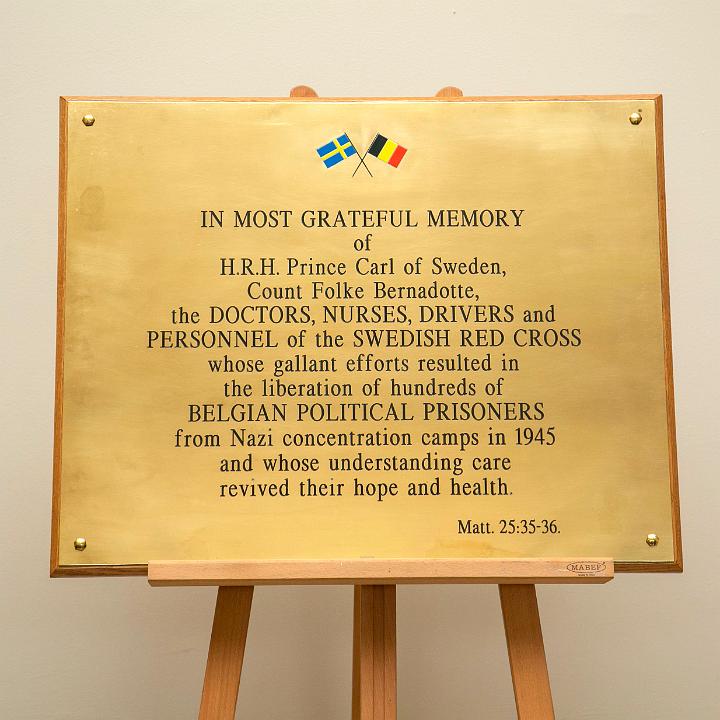 IN MOST GRATEFUL MEMORY
of
H.R.H. Prince Carl of Sweden,
Count Folke Bernadotte,
the DOCTORS, NURSES, DRIVERS and
PERSONNEL of the SWEDISH RED CROSS
whose gallant efforts resulted in
the liberation of hundreds of
BELGIAN POLITICAL PRISONERS
from Nazi concentration camps in 1945
and whose understanding care
revived their hope and health.
Matt. 25:35-36.
MABEF